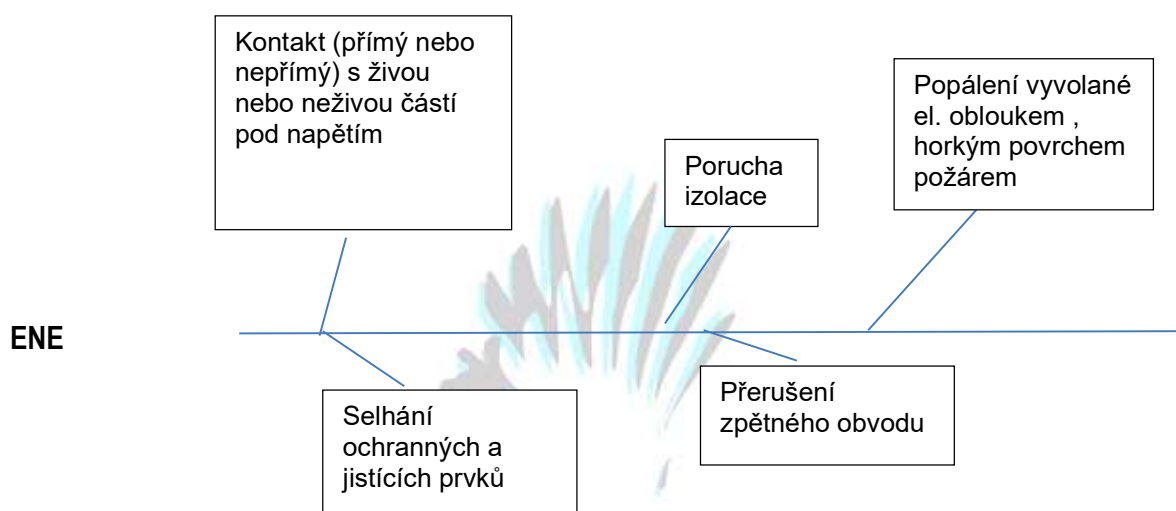 Kontakt (přímý nebo
nepřímý) s živou
nebo neživou částí
pod napětím
Porucha
izolace
Popálení vyvolané
el. obloukem ,
horkým povrchem
požárem
ENE
Selhání
ochranných a
jistících prvků
Přerušení
zpětného obvodu